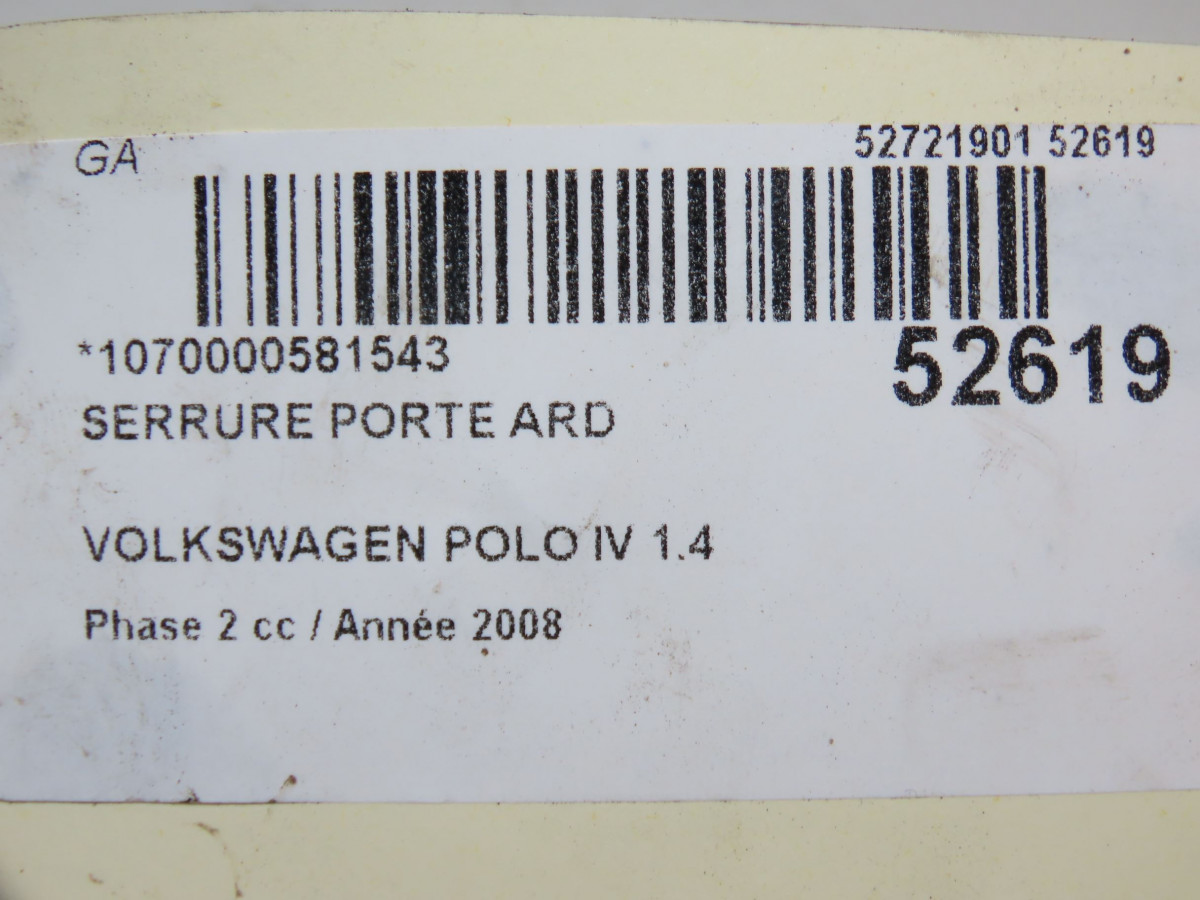 GA
52721901 52619
*1070000581543
52619
SERRURE PORTE ARD
VOLKSWAGEN POLO IV 1.4
Phase 2 cc / Année 2008